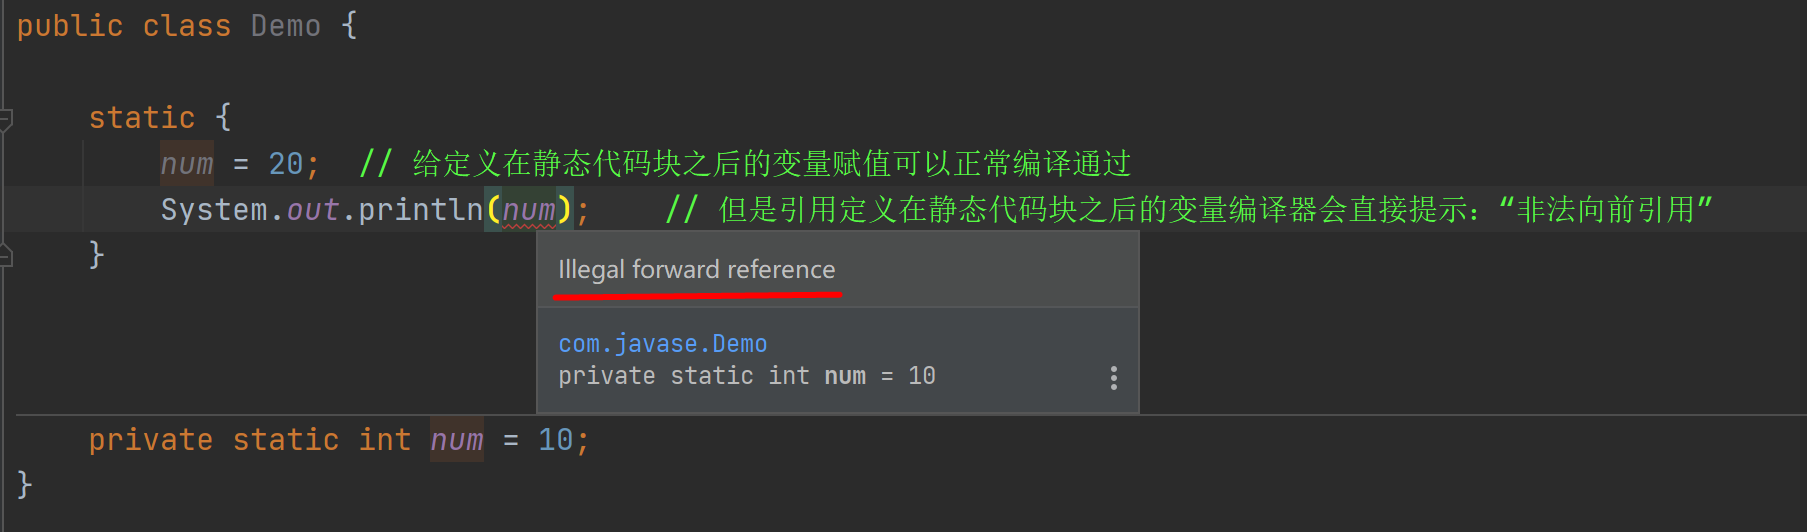 public class Demo {
static {
num = 20;  // 给定义在静态代码块之后的变量赋值可以正常编译通过
System.out.println(num);     // 但是引用定义在静态代码块之后的变量编译器会直接提示：“非法向前引用”
}
Illegal forward reference
com.javase.Demo
private static int num = 10
private static int num = 10;
}